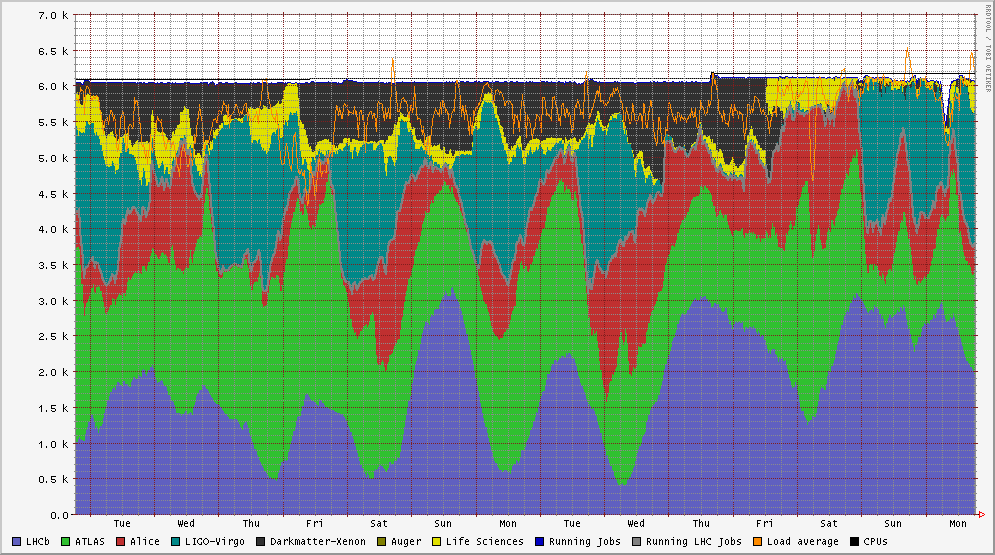 7.0 k
6.5 k
6.0 k
5.5 k
5.0 k
4.5 k
4.0 k
3.5 k
3.0 k
2.5 k
2.0 k
1.5 k
1.0 k
0.5 k
0.0
Tue Wed Thu Fri Sat Sun Mon Tue Wed Thu Fri Sat Sun Mon
LHCb ATLAS Alice LIGO-Virgo Darkmatter-Xenon Auger Life Sciences Running Jobs Running LHC Jobs Load average CPUs
RRDTOOL / TOBI OETIKER